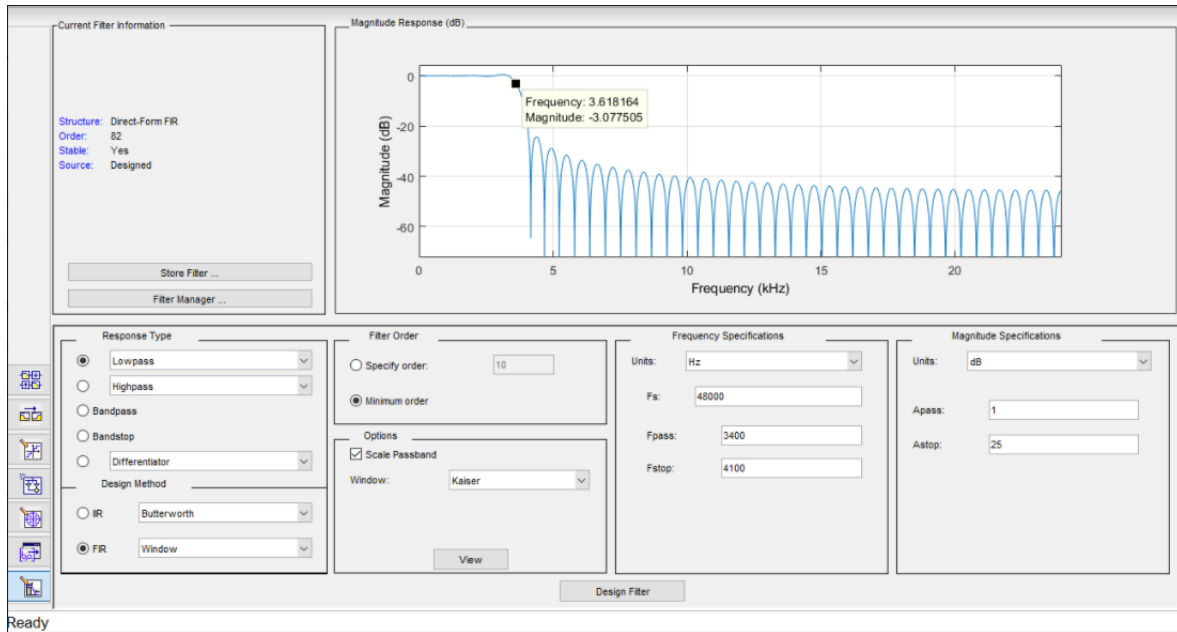 Current Filter Information
Structure: Direct-Form FIR
Order: 82
Stable: Yes
Source: Designed
Store Filter ...
Filter Manager ...
Magnitude Response (dB)
Magnitude (dB)
0
-20
-40
-60
Frequency: 3.618164
Magnitude: -3.077505
0 5 10 15 20
Frequency (kHz)
Response Type
Lowpass
Highpass
Bandpass
Bandstop
Differentiator
Design Method
IIR Butterworth
FIR Window
Filter Order
Specify order: 10
Minimum order
Options
Scale Passband
Window: Kaiser
View
Frequency Specifications
Units: Hz
Fs: 48000
Fpass: 3400
Fstop: 4100
Magnitude Specifications
Units: dB
Apass: 1
Astop: 25
Design Filter
Ready